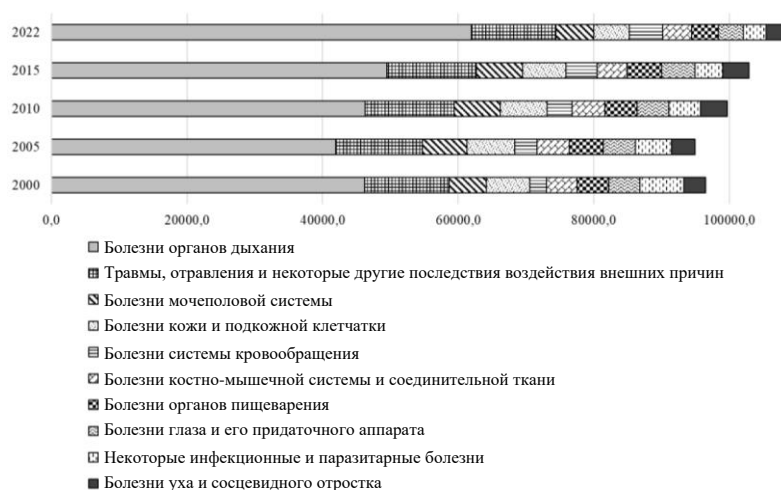 2022
2015
2010
2005
2000
0,0 20000,0 40000,0 60000,0 80000,0 100000,0
Болезни органов дыхания
Травмы, отравления и некоторые другие последствия воздействия внешних причин
Болезни мочеполовой системы
Болезни кожи и подкожной клетчатки
Болезни системы кровообращения
Болезни костно-мышечной системы и соединительной ткани
Болезни органов пищеварения
Болезни глаза и его придаточного аппарата
Некоторые инфекционные и паразитарные болезни
Болезни уха и сосцевидного отростка